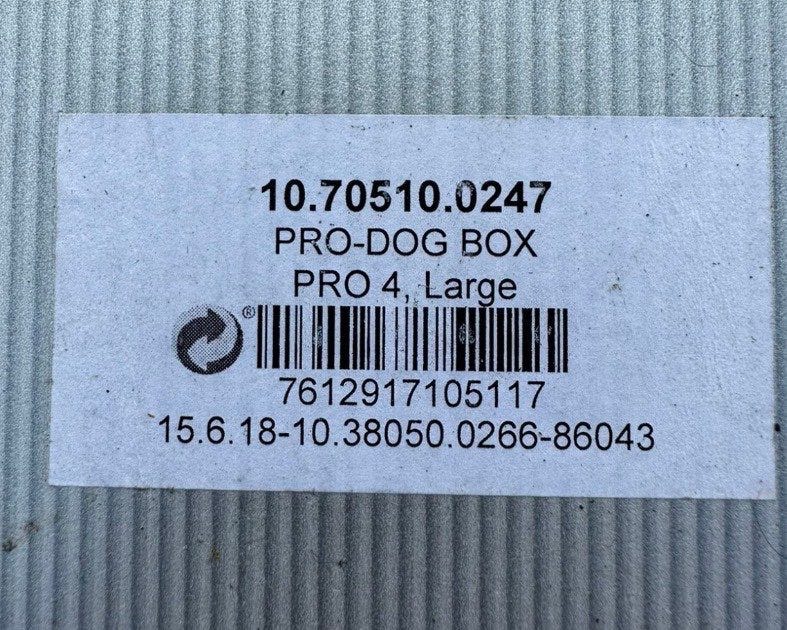 10.70510.0247
PRO-DOG BOX
PRO 4, Large
®
7612917105117
15.6.18-10.38050.0266-86043